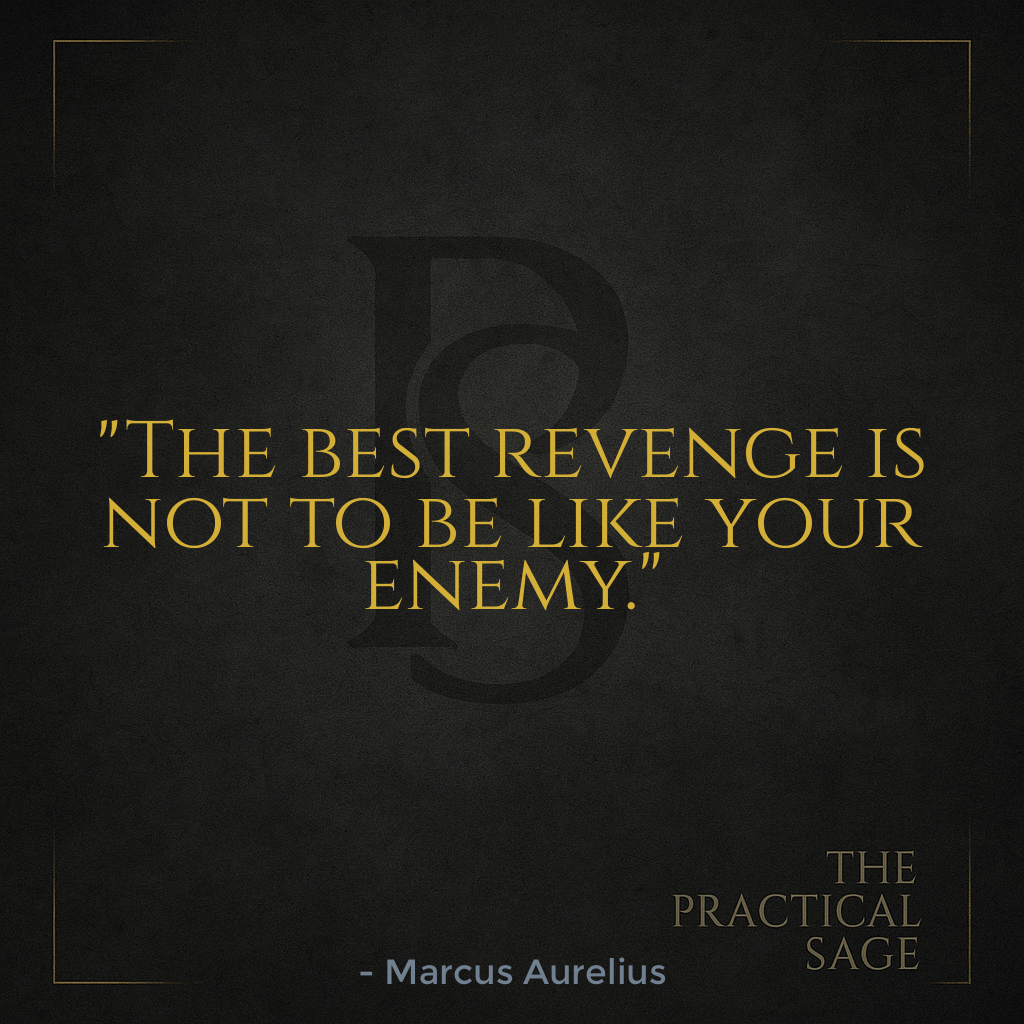 "The best revenge is
not to be like your
enemy."
THE
PRACTICAL
SAGE
- Marcus Aurelius